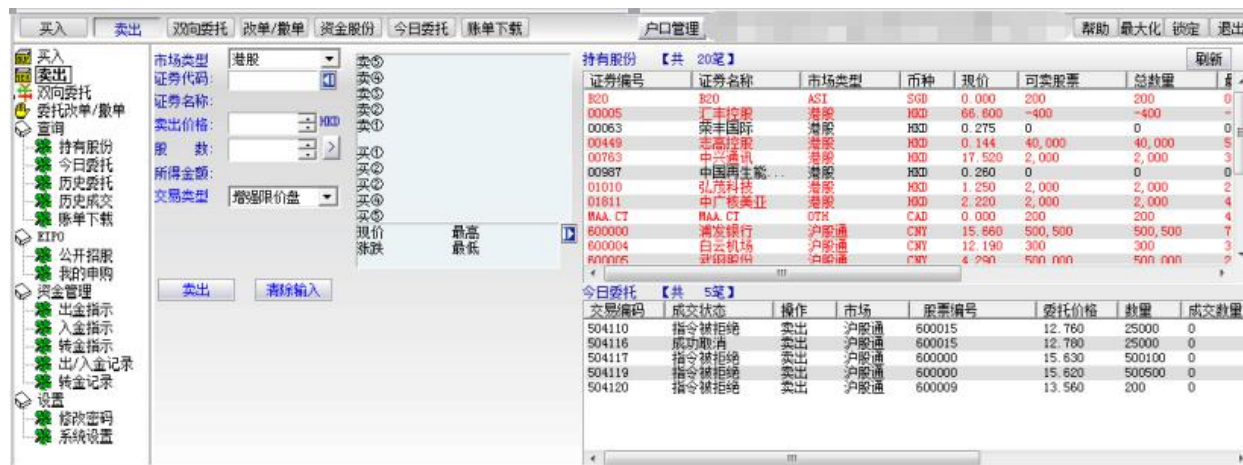 买入 卖出 双向委托 改单/撤单 资金股份 今日委托 账单下载 户口管理 帮助 最大化 锁定 退出
买入
卖出
双向委托
委托改单/撤单
查询
持有股份
今日委托
历史委托
历史成交
账单下载
EIPO
公开招股
我的申购
资金管理
出金指示
入金指示
转金指示
出/入金记录
转金记录
设置
修改密码
系统设置
市场类型 港股
证券代码:
证券名称:
卖出价格: HKD
股 数:
所得金额:
交易类型 增强限价盘
卖出 清除输入
卖⑤
卖④
卖③
卖②
卖①
买①
买②
买③
买④
买⑤
现价 最高
涨跌 最低
持有股份 【共 20笔】 刷新
证券编号 证券名称 市场类型 币种 现价 可卖股票 总数量
B20 B20 ASI SGD 0.000 200 200
00005 汇丰控股 港股 HKD 66.600 -400 -400
00063 荣丰国际 港股 HKD 0.275 0 0
00449 志高控股 港股 HKD 0.144 40,000 40,000
00763 中兴通讯 港股 HKD 17.520 2,000 2,000
00987 中国再生能... 港股 HKD 0.260 0 0
01010 弘茂科技 港股 HKD 1.250 2,000 2,000
01811 中广核美亚 港股 HKD 2.220 2,000 2,000
MAA.CT MAA.CT OTH CAD 0.000 200 200
600000 浦发银行 沪股通 CNY 15.660 500,500 500,500
600004 白云机场 沪股通 CNY 12.190 300 300
600005 武钢股份 沪股通 CNY 4.290 500,000 500,000
今日委托 【共 5笔】
交易编码 成交状态 操作 市场 股票编号 委托价格 数量 成交数量
504110 指令被拒绝 卖出 沪股通 600015 12.760 25000 0
504116 成功取消 卖出 沪股通 600015 12.780 25000 0
504117 指令被拒绝 卖出 沪股通 600000 15.630 500100 0
504119 指令被拒绝 卖出 沪股通 600000 15.620 500500 0
504120 指令被拒绝 卖出 沪股通 600009 13.560 200 0